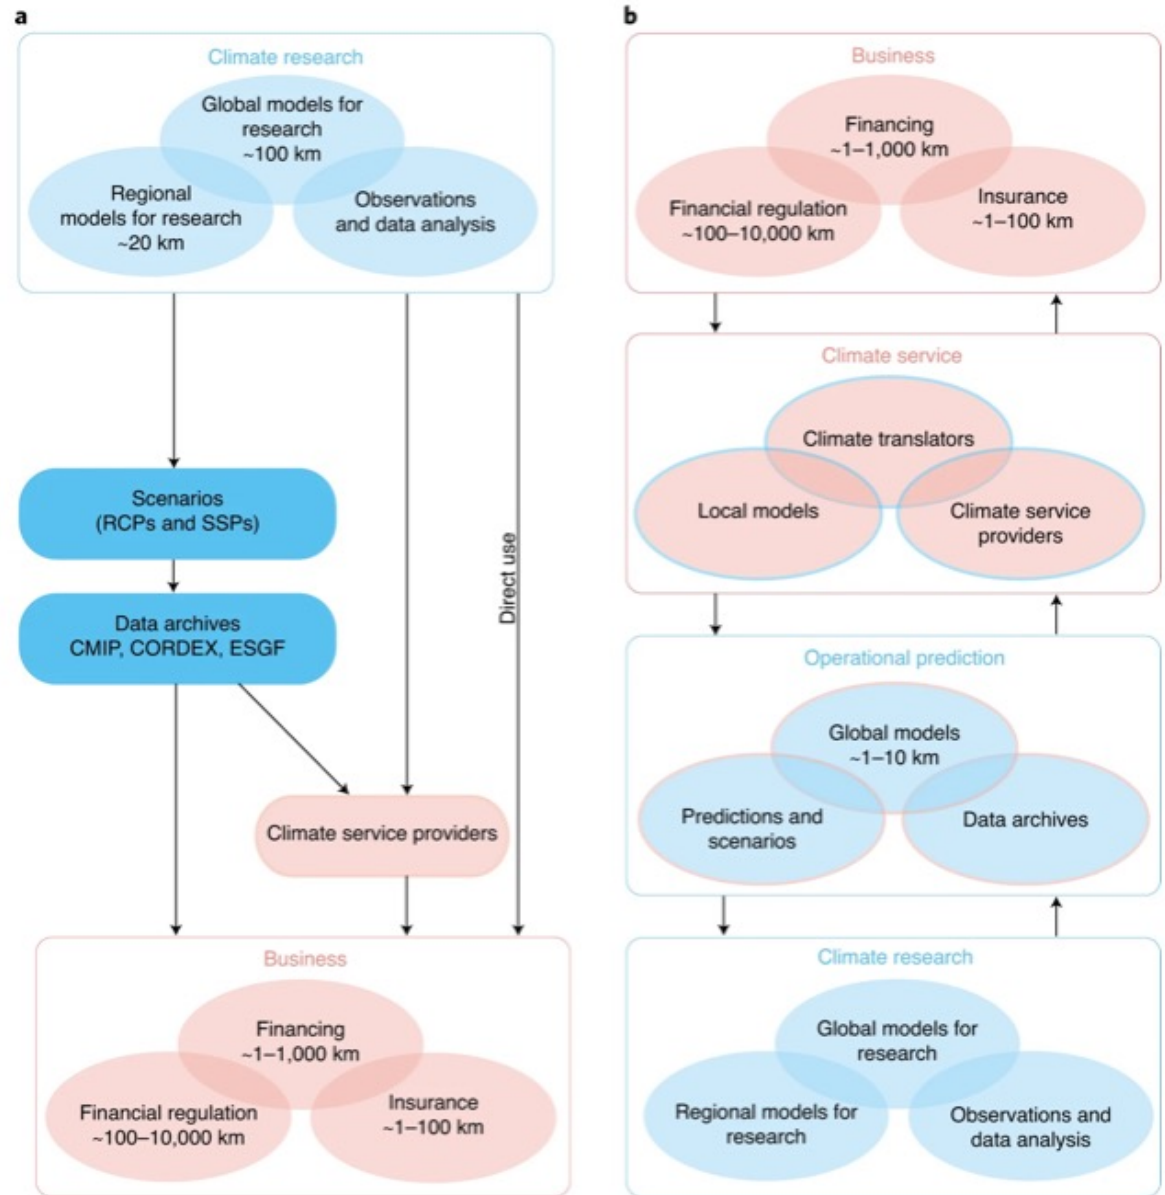 a
Climate research
Global models for
research
~100 km
Regional
models for research
~20 km
Observations
and data analysis
Scenarios
(RCPs and SSPs)
Data archives
CMIP, CORDEX, ESGF
Direct use
Climate service providers
Business
Financing
~1–1,000 km
Financial regulation
~100–10,000 km
Insurance
~1–100 km
b
Business
Financing
~1–1,000 km
Financial regulation
~100–10,000 km
Insurance
~1–100 km
Climate service
Climate translators
Local models
Climate service
providers
Operational prediction
Global models
~1–10 km
Predictions and
scenarios
Data archives
Climate research
Global models for
research
Regional models for
research
Observations and
data analysis